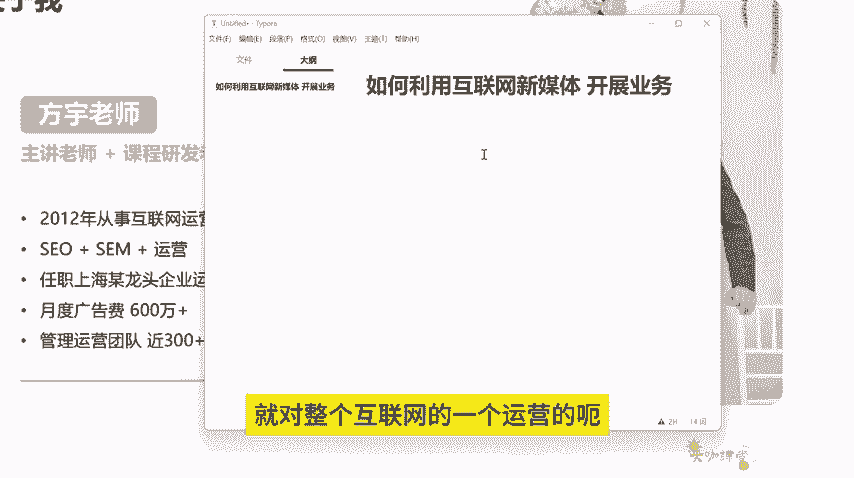 Untitled• - Typora
文件(F) 编辑(E) 段落(P) 格式(O) 视图(V) 主题(T) 帮助(H)
文件 大纲
如何利用互联网新媒体 开展业务
如何利用互联网新媒体 开展业务
方宇老师
主讲老师 + 课程研发
• 2012年从事互联网运营
• SEO + SEM + 运营
• 任职上海某龙头企业运
• 月度广告费 600万+
• 管理运营团队 近300+
就对整个互联网的一个运营的呃
14 词